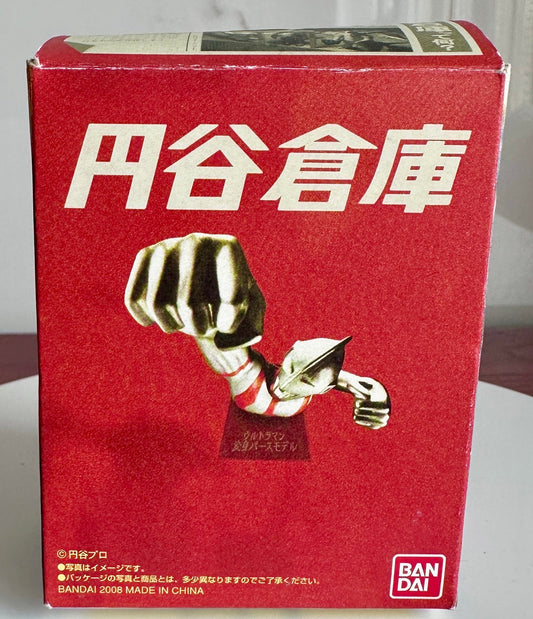 円谷倉庫
ウルトラマン
変身パースモデル
©円谷プロ
●写真はイメージです。
●パッケージの写真と商品とは、多少異なりますのでご了承ください。
BANDAI 2008 MADE IN CHINA
BAN
DAI